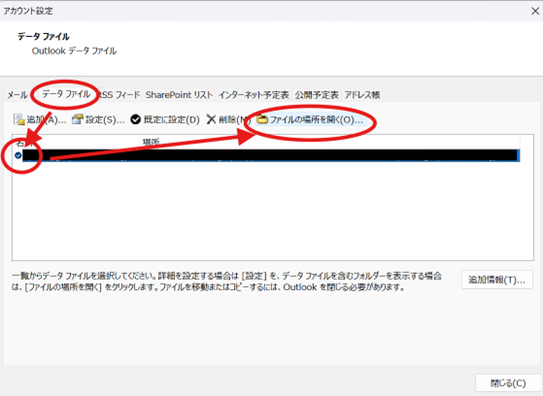 アカウント設定
データ ファイル
Outlook データ ファイル
メール データ ファイル RSS フィード SharePoint リスト インターネット予定表 公開予定表 アドレス帳
追加(A)... 設定(S)... 既定に設定(D) 削除(M) ファイルの場所を開く(O)...
名前 場所
一覧からデータ ファイルを選択してください。詳細を設定する場合は [設定] を、データ ファイルを含むフォルダーを表示する場合
は、[ファイルの場所を開く] をクリックします。ファイルを移動またはコピーするには、Outlook を閉じる必要があります。
追加情報(T)...
閉じる(C)